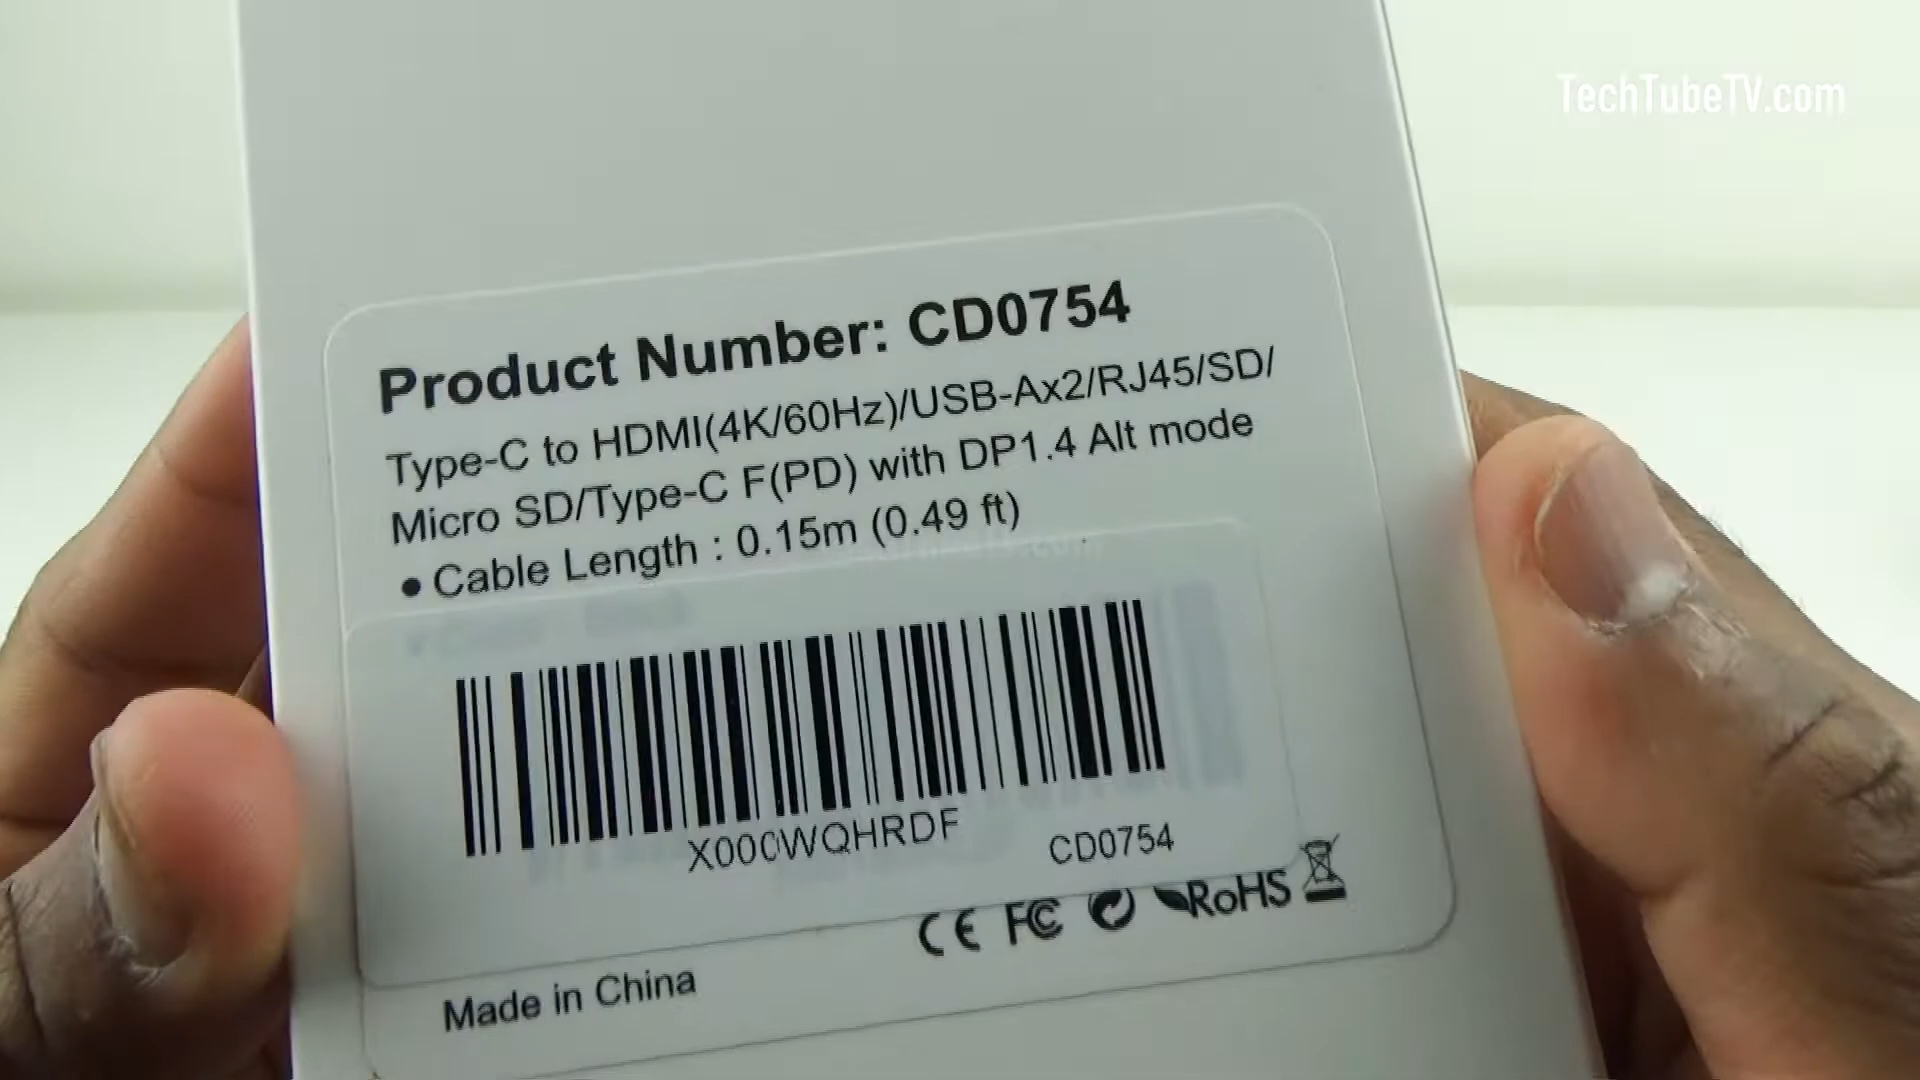 TechTubeTV.com
Product Number: CD0754
Type-C to HDMI(4K/60Hz)/USB-Ax2/RJ45/SD/
Micro SD/Type-C F(PD) with DP1.4 Alt mode
● Cable Length : 0.15m (0.49 ft)
X00CWQHRDF
CD0754
CE FC RoHS
Made in China